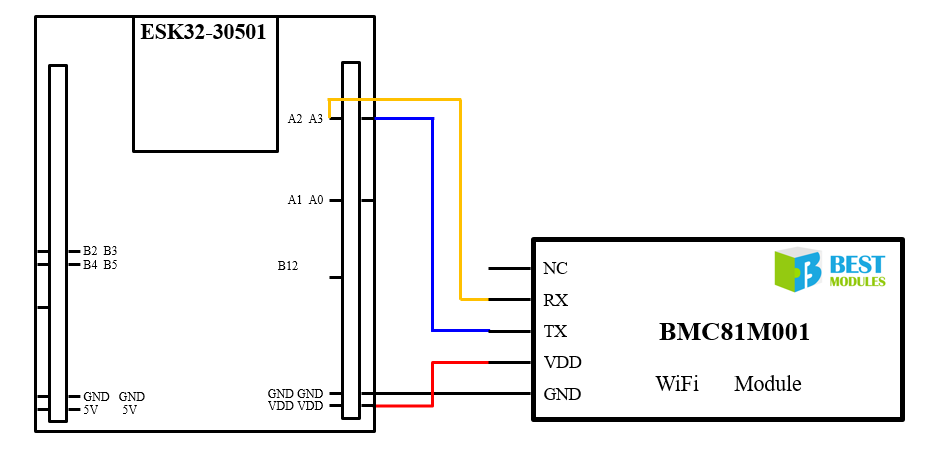 ESK32-30501
A2 A3
A1 A0
B2 B3
B4 B5
B12
GND GND
5V 5V
GND GND
VDD VDD
NC
RX
TX
VDD
GND
BEST
MODULES
BMC81M001
WiFi Module